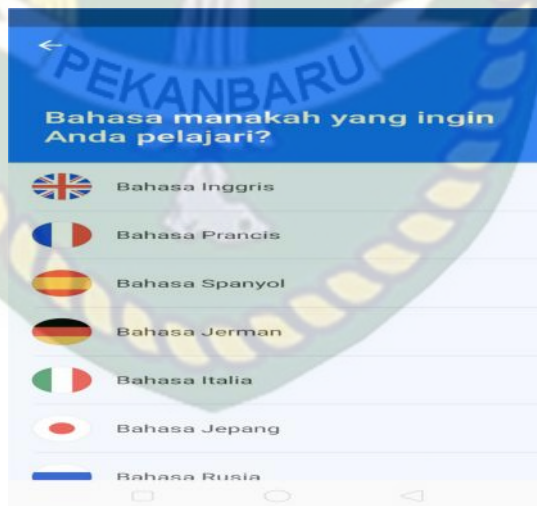 PEKANBARU
Bahasa manakah yang ingin
Anda pelajari?
Bahasa Inggris
Bahasa Prancis
Bahasa Spanyol
Bahasa Jerman
Bahasa Italia
Bahasa Jepang
Bahasa Rusia